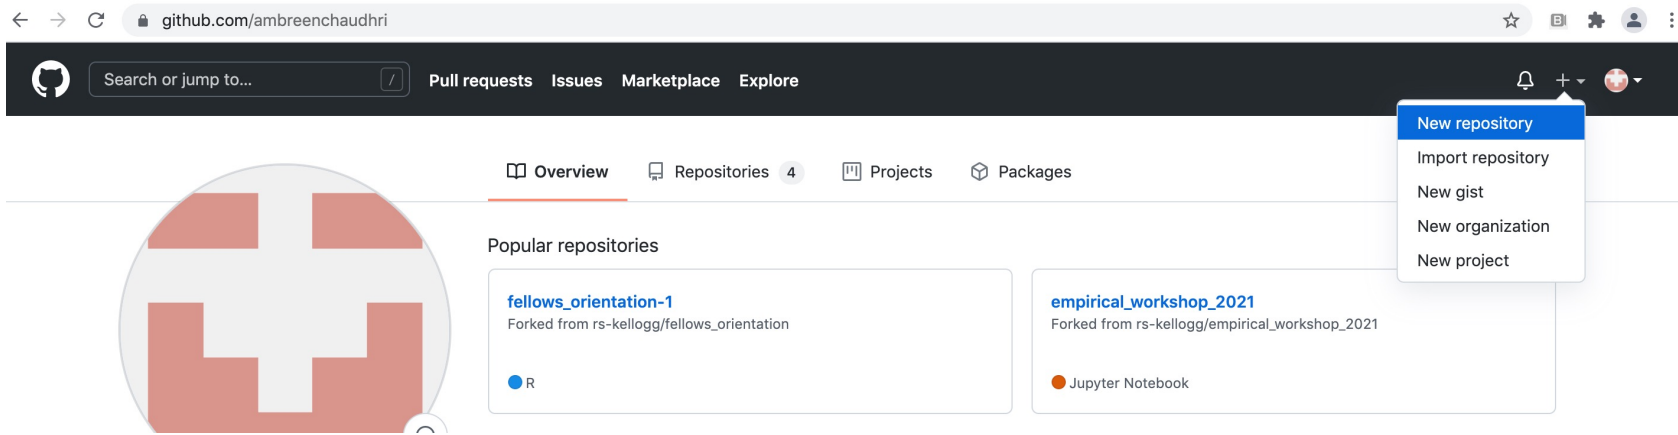 github.com/ambreenchaudhri
Search or jump to... /
Pull requests Issues Marketplace Explore
New repository
Import repository
New gist
New organization
New project
Overview Repositories 4 Projects Packages
Popular repositories
fellows_orientation-1
Forked from rs-kellogg/fellows_orientation
R
empirical_workshop_2021
Forked from rs-kellogg/empirical_workshop_2021
Jupyter Notebook